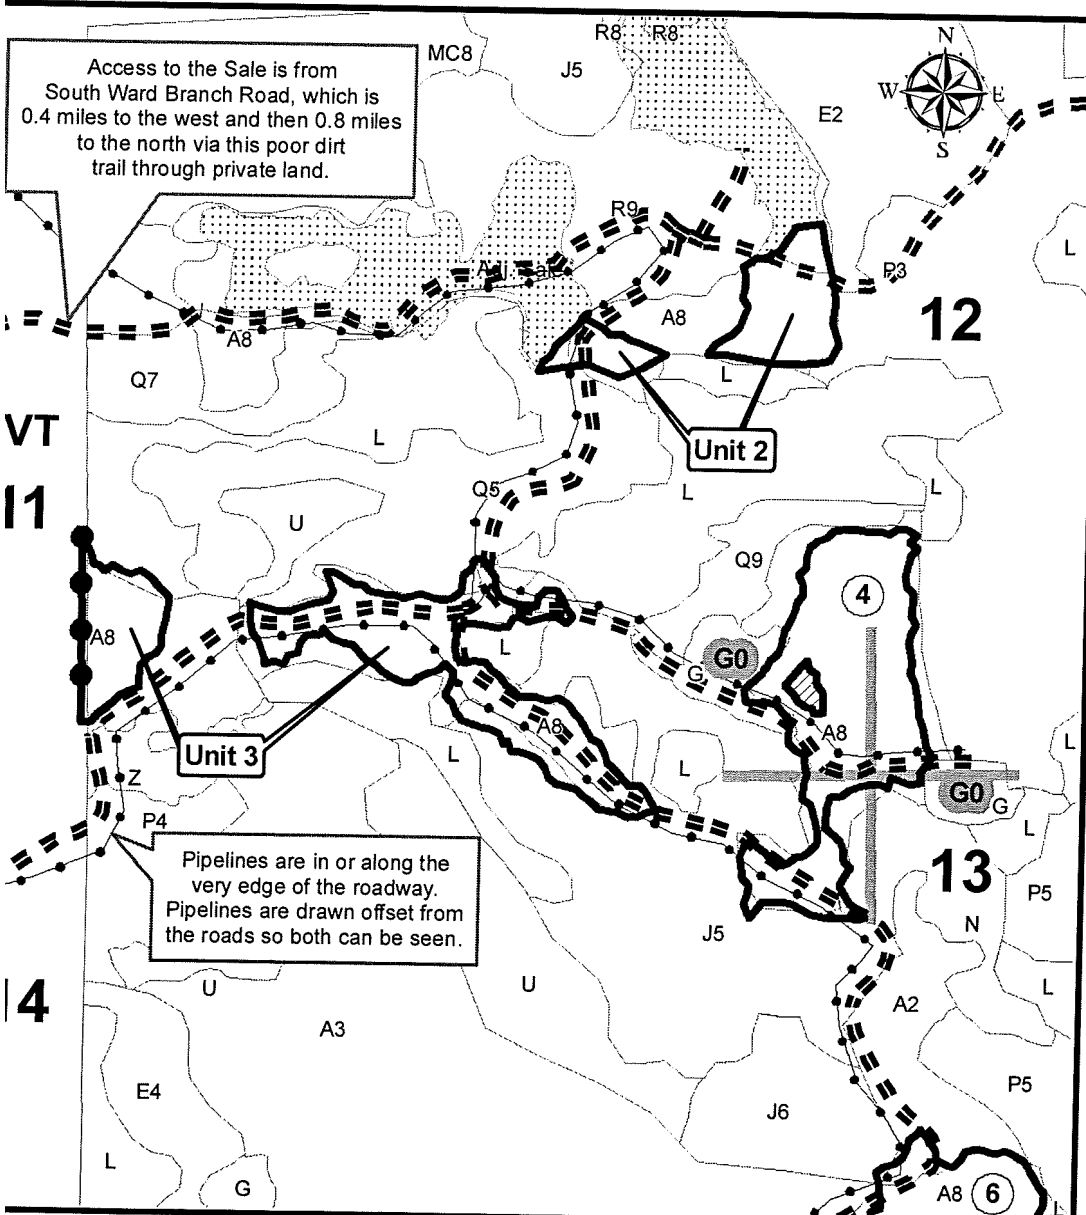 R8
R8
MC8
J5
N
W
E
S
E2
Access to the Sale is from
South Ward Branch Road, which is
0.4 miles to the west and then 0.8 miles
to the north via this poor dirt
trail through private land.
R9
L
P3
12
A8
A8
Q7
L
VT
L
Unit 2
11
Q5
L
L
U
Q9
4
A8
L
G0
G
A8
A8
L
L
L
Unit 3
Z
G0
G
L
P4
13
Pipelines are in or along the
very edge of the roadway.
Pipelines are drawn offset from
the roads so both can be seen.
P5
N
J5
U
U
L
14
A3
A2
E4
P5
J6
L
G
A8
6
L